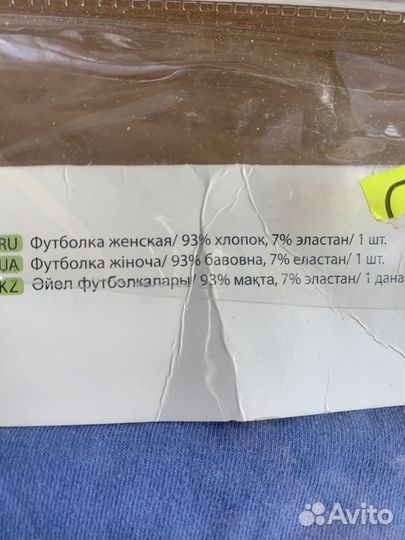 RU Футболка женская/ 93% хлопок, 7% эластан/ 1 шт.
UA Футболка жіноча/ 93% бавовна, 7% еластан/ 1 шт.
KZ Әйел футболкалары/ 93% мақта, 7% эластан/ 1 дана
Avito